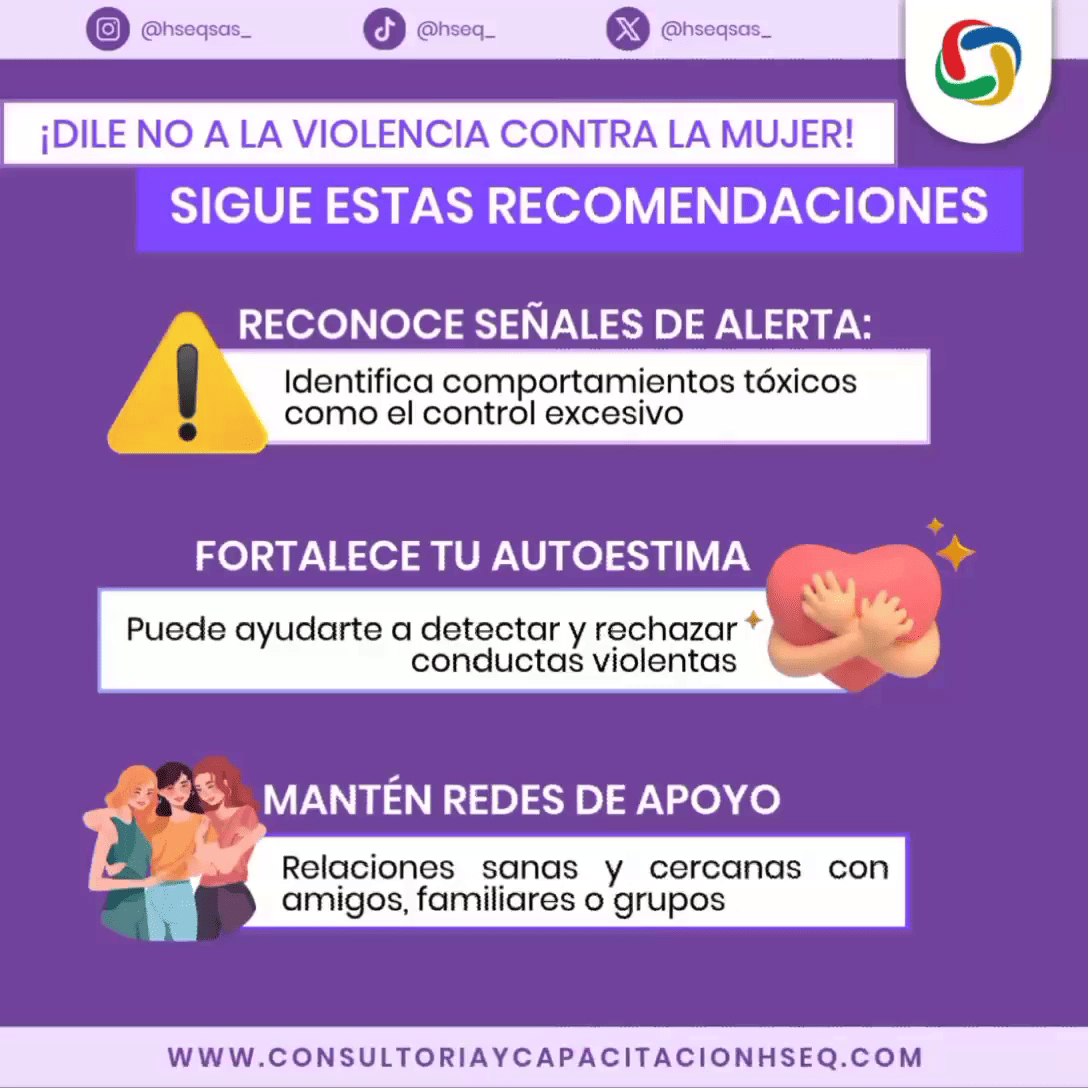 @hseqsas_ @hseq_ @hseqsas_
¡DILE NO A LA VIOLENCIA CONTRA LA MUJER!
SIGUE ESTAS RECOMENDACIONES
RECONOCE SEÑALES DE ALERTA:
Identifica comportamientos tóxicos
como el control excesivo
FORTALECE TU AUTOESTIMA
Puede ayudarte a detectar y rechazar
conductas violentas
MANTÉN REDES DE APOYO
Relaciones sanas y cercanas con
amigos, familiares o grupos
WWW.CONSULTORIAYCAPACITACIONHSEQ.COM